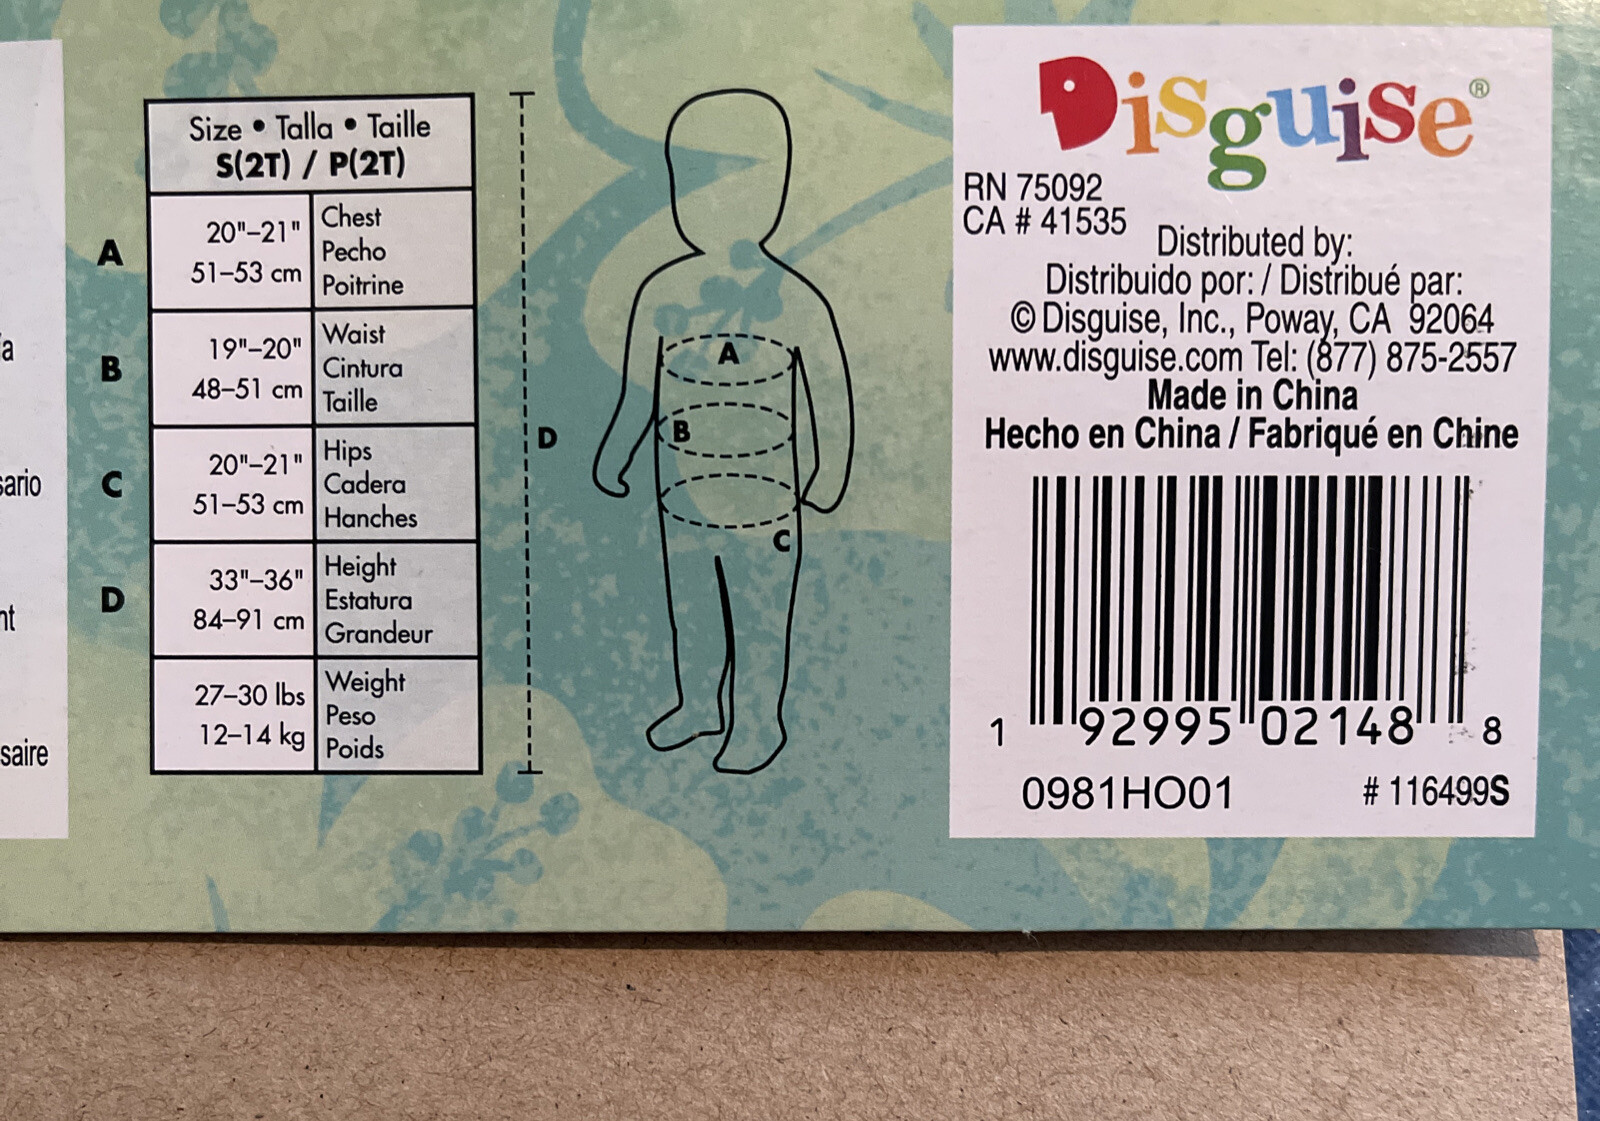 a
sario
nt
saire
Size • Talla • Taille
S(2T) / P(2T)
A
20"–21"
51–53 cm
Chest
Pecho
Poitrine
B
19"–20"
48–51 cm
Waist
Cintura
Taille
C
20"–21"
51–53 cm
Hips
Cadera
Hanches
D
33"–36"
84–91 cm
Height
Estatura
Grandeur
27–30 lbs
12–14 kg
Weight
Peso
Poids
D
A
B
C
Disguise®
RN 75092
CA # 41535
Distributed by:
Distribuido por: / Distribué par:
© Disguise, Inc., Poway, CA 92064
www.disguise.com Tel: (877) 875-2557
Made in China
Hecho en China / Fabriqué en Chine
1 92995 02148 8
0981HO01 # 116499S